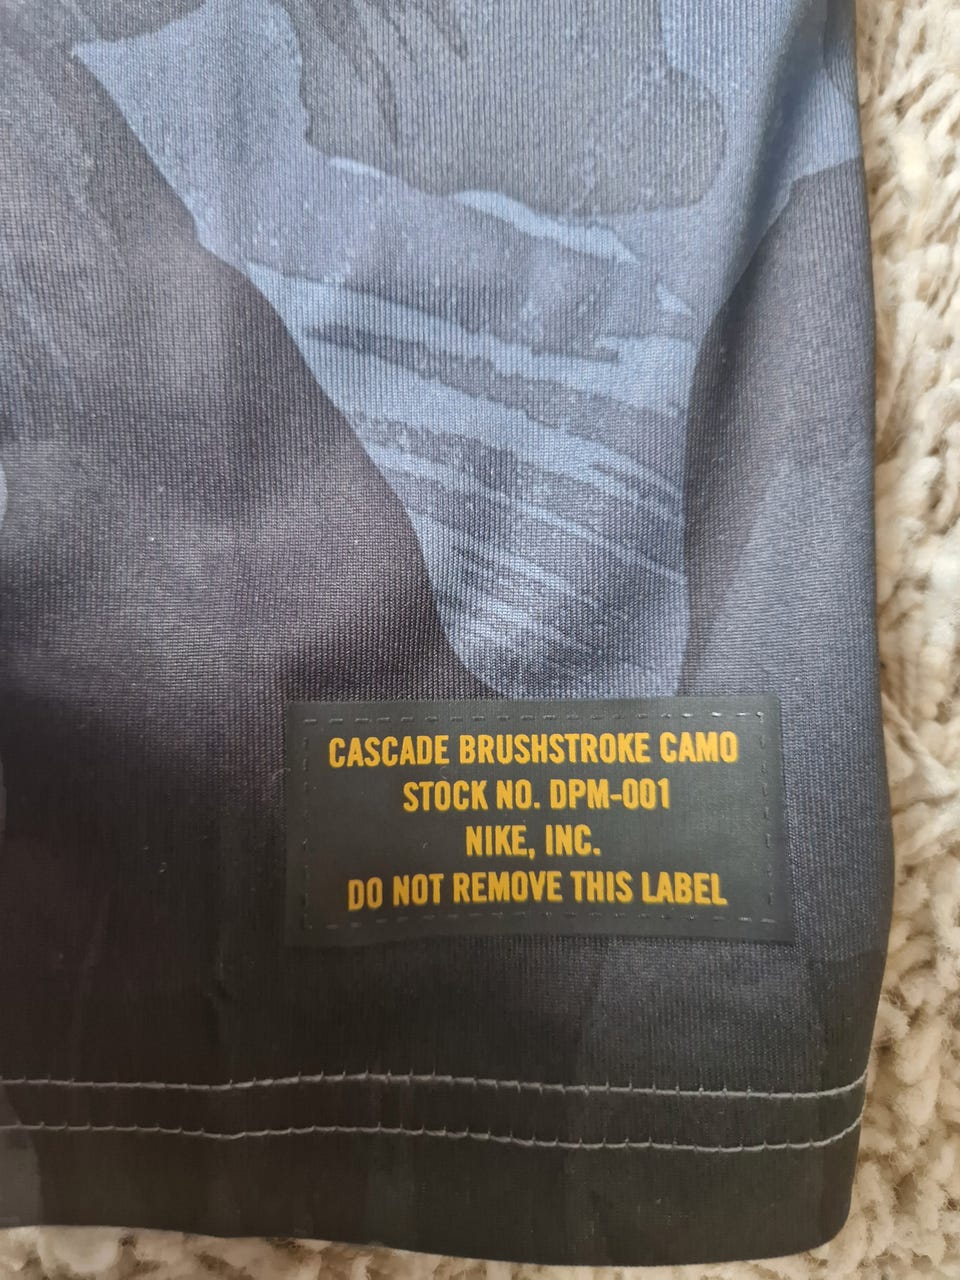 CASCADE BRUSHSTROKE CAMO
STOCK NO. DPM-001
NIKE, INC.
DO NOT REMOVE THIS LABEL